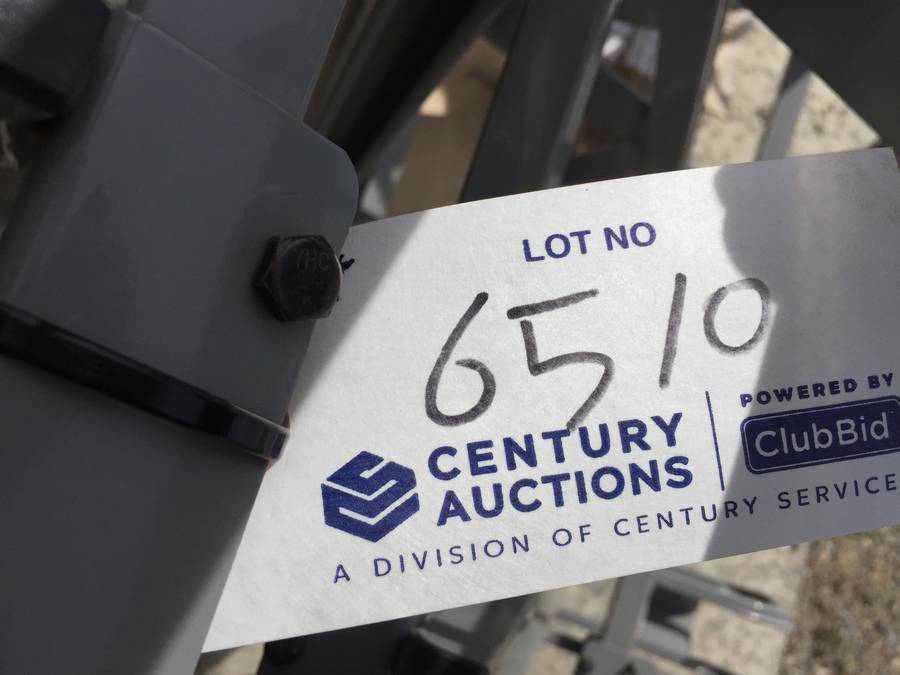 LOT NO
6510
CENTURY
AUCTIONS
POWERED BY
ClubBid
A DIVISION OF CENTURY SERVICE